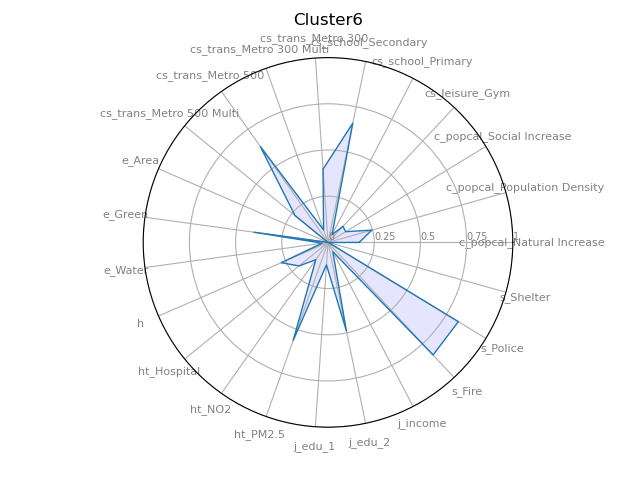 Cluster6
cs_trans_Metro 300
cs_school_Secondary
cs_trans_Metro 300 Multi
cs_school_Primary
cs_trans_Metro 500
cs_leisure_Gym
cs_trans_Metro 500 Multi
c_popcal_Social Increase
e_Area
c_popcal_Population Density
e_Green
0
0.25
0.5
0.75
1
c_popcal_Natural Increase
e_Water
s_Shelter
h
s_Police
ht_Hospital
s_Fire
ht_NO2
j_income
ht_PM2.5
j_edu_1
j_edu_2